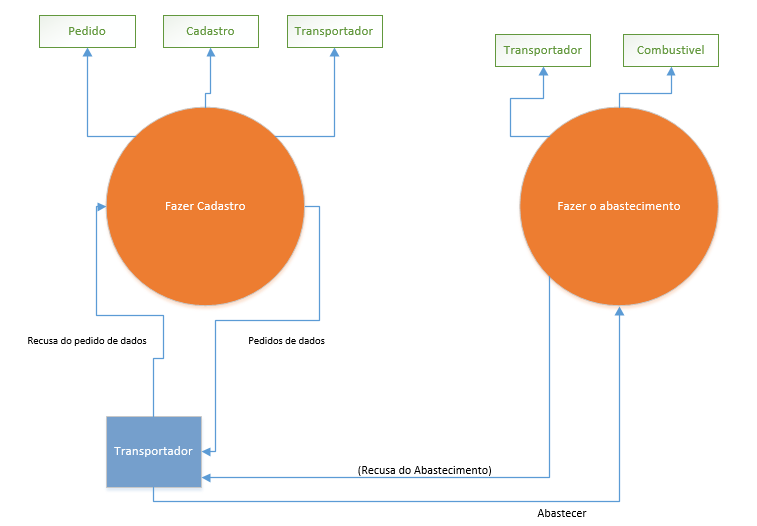 Pedido
Cadastro
Transportador
Transportador
Combustivel
Fazer Cadastro
Fazer o abastecimento
Recusa do pedido de dados
Pedidos de dados
Transportador
(Recusa do Abastecimento)
Abastecer